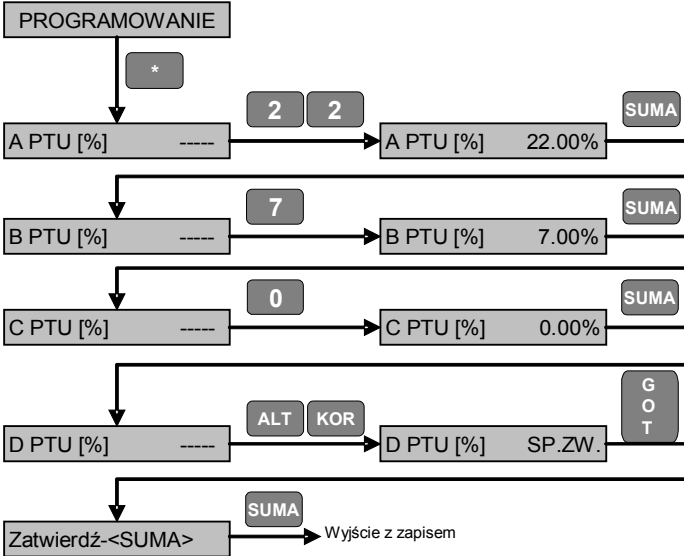 PROGRAMOWANIE
*
2 2 SUMA
A PTU [%] ----- A PTU [%] 22.00%
7 SUMA
B PTU [%] ----- B PTU [%] 7.00%
0 SUMA
C PTU [%] ----- C PTU [%] 0.00%
ALT KOR GOT
D PTU [%] ----- D PTU [%] SP.ZW.
SUMA
Zatwierdź-<SUMA> Wyjście z zapisem